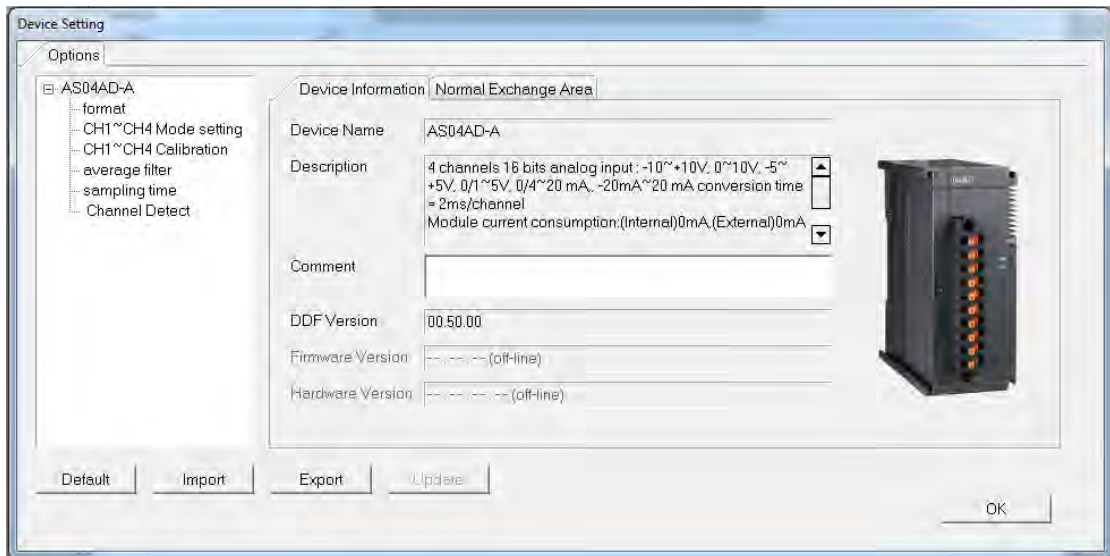 Device Setting
Options
AS04AD-A
format
CH1~CH4 Mode setting
CH1~CH4 Calibration
average filter
sampling time
Channel Detect
Device Information
Normal Exchange Area
Device Name
AS04AD-A
Description
4 channels 16 bits analog input : -10~+10V, 0~10V, -5~
+5V, 0/1~5V, 0/4~20 mA,, -20mA~20 mA conversion time
= 2ms/channel
Module current consumption:(Internal)0mA,(External)0mA
Comment
DDF Version
00.50.00
Firmware Version
--. --. -- (off-line)
Hardware Version
--. --. --. -- (off-line)
Default
Import
Export
Update
OK